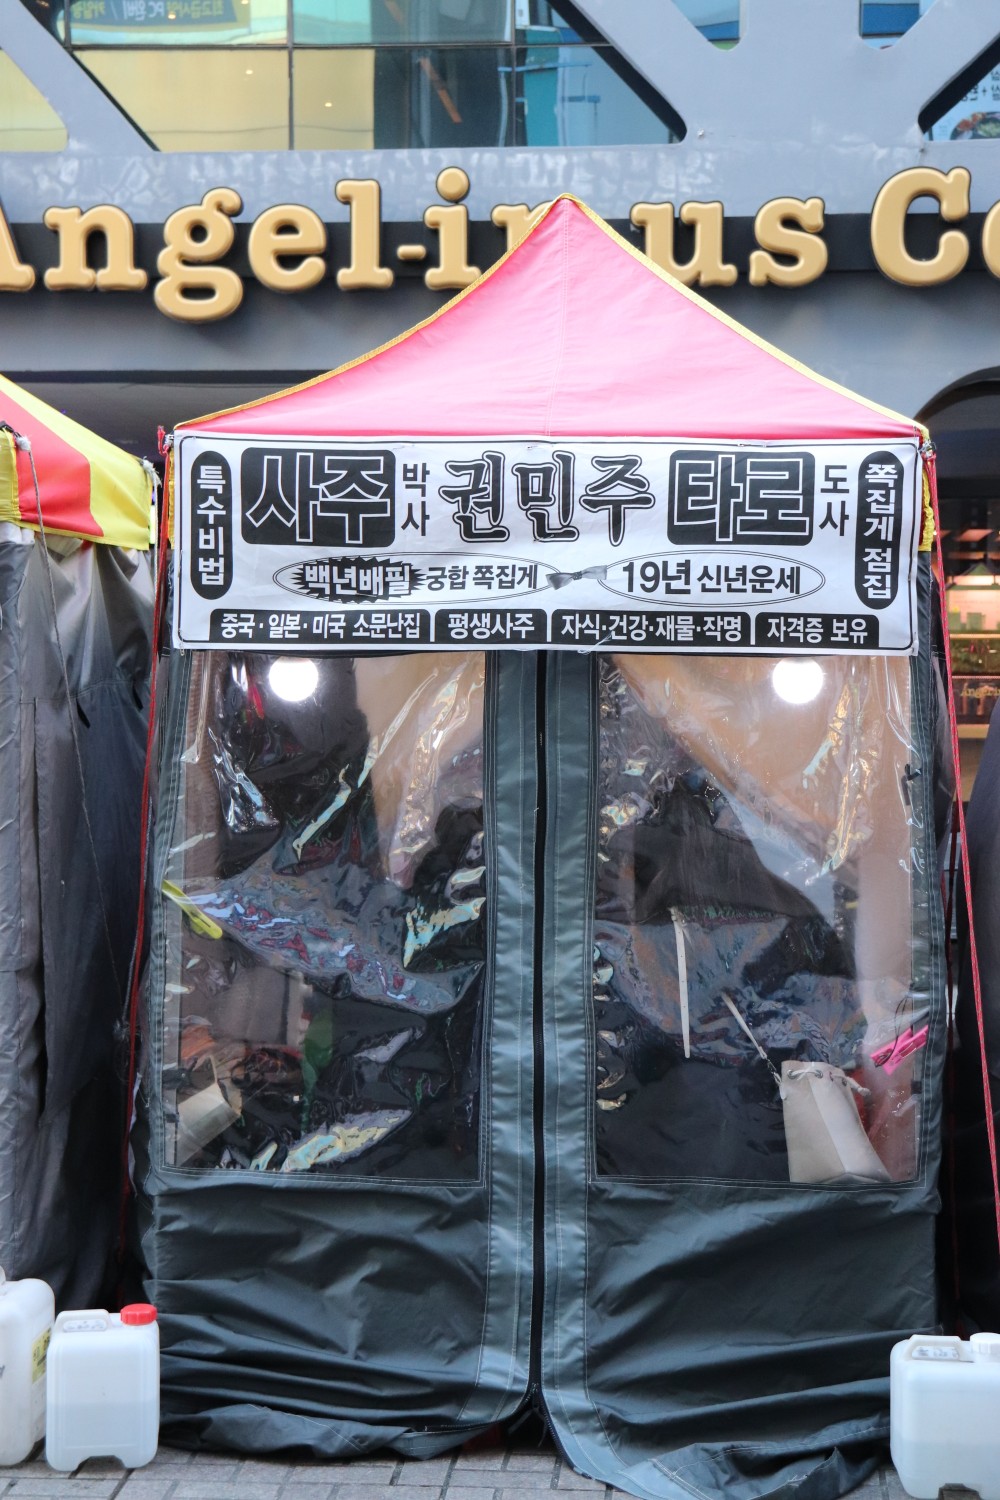 Angel-in us Co
특수비법
사주 박사 권민주 타로 도사
쪽집게 점집
백년배필 궁합 쪽집게 19년 신년운세
중국·일본·미국 소문난집 평생사주 자식·건강·재물·작명 자격증 보유